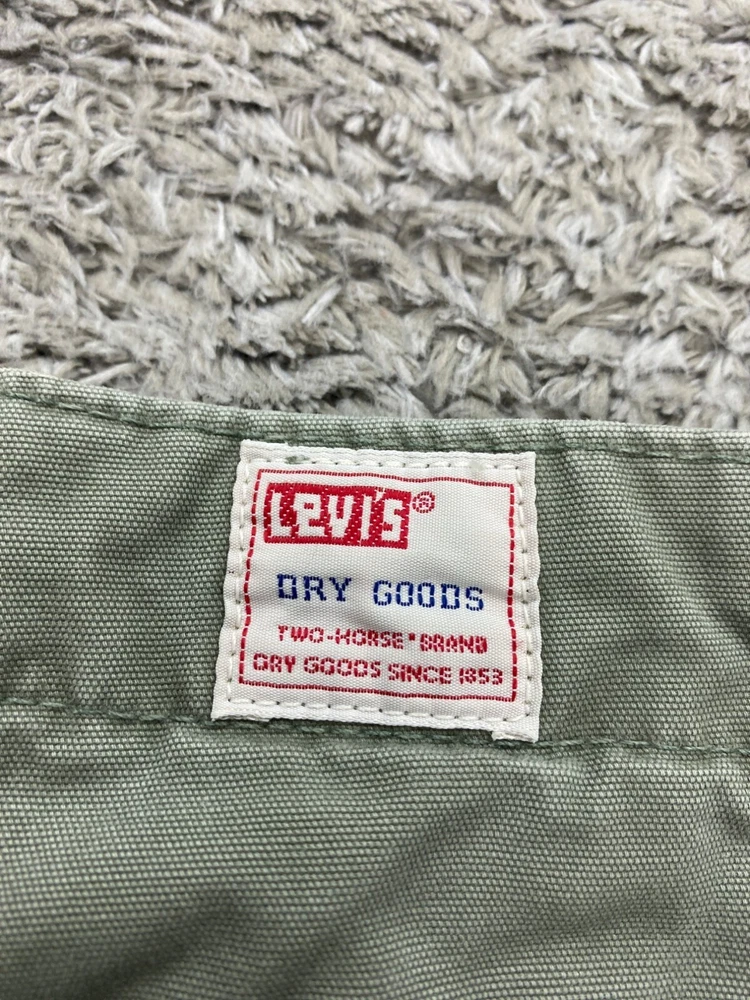 Levi's®
DRY GOODS
TWO-HORSE® BRAND
DRY GOODS SINCE 1853